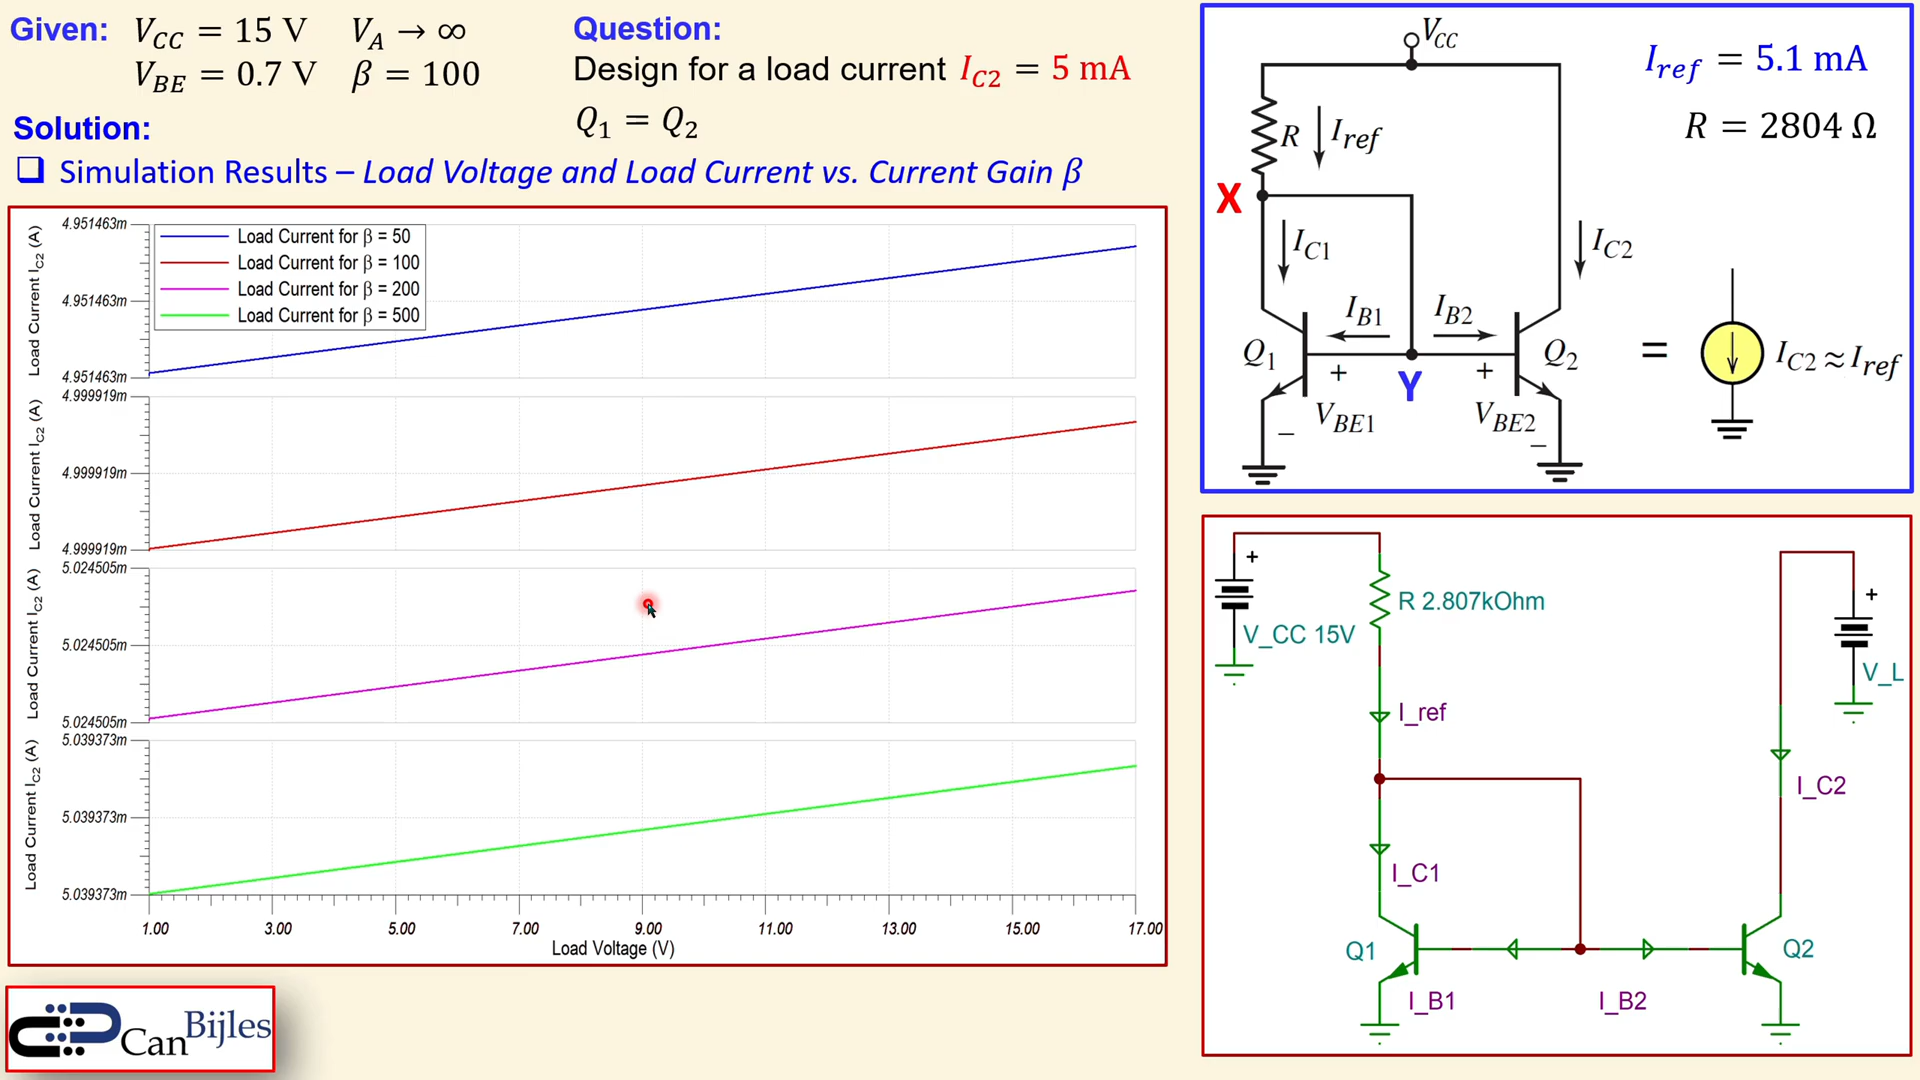 Given: V_CC = 15 V V_A → ∞
V_BE = 0.7 V β = 100
Question:
Design for a load current I_C2 = 5 mA
Q_1 = Q_2
Solution:
❑ Simulation Results – Load Voltage and Load Current vs. Current Gain β
Load Current I_C2 (A)
4.951463m
4.951463m
4.951463m
Load Current for β = 50
Load Current for β = 100
Load Current for β = 200
Load Current for β = 500
Load Current I_C2 (A)
4.999919m
4.999919m
4.999919m
Load Current I_C2 (A)
5.024505m
5.024505m
5.024505m
Load Current I_C2 (A)
5.039373m
5.039373m
5.039373m
1.00 3.00 5.00 7.00 9.00 11.00 13.00 15.00 17.00
Load Voltage (V)
Can Bijles
V_CC
I_ref = 5.1 mA
R = 2804 Ω
R I_ref
X
I_C1 I_C2
I_B1 I_B2
Q_1 Q_2
+ +
Y
V_BE1 V_BE2
– –
= I_C2 ≈ I_ref
+
R 2.807kOhm
V_CC 15V
+
V_L
I_ref
I_C2
I_C1
Q1 Q2
I_B1 I_B2